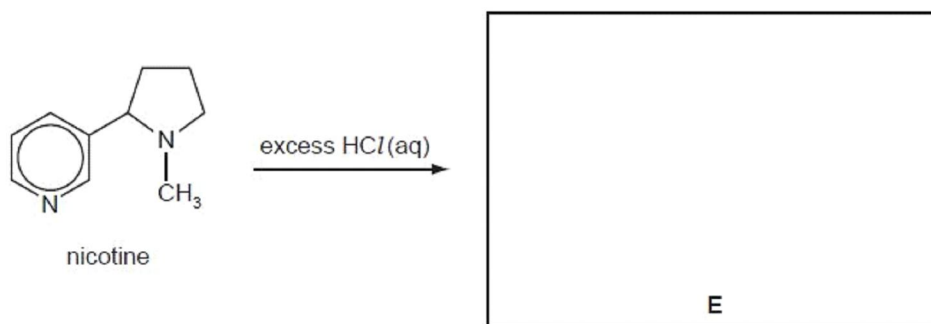 N
CH₃
N
nicotine
excess HCl(aq)
E